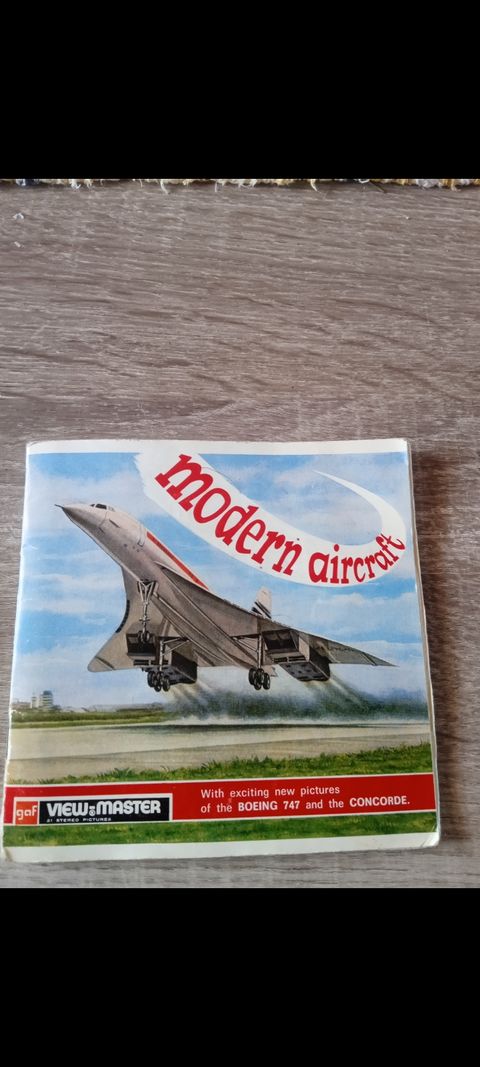 modern aircraft
With exciting new pictures
of the BOEING 747 and the CONCORDE.
gaf VIEW-MASTER
21 STEREO PICTURES